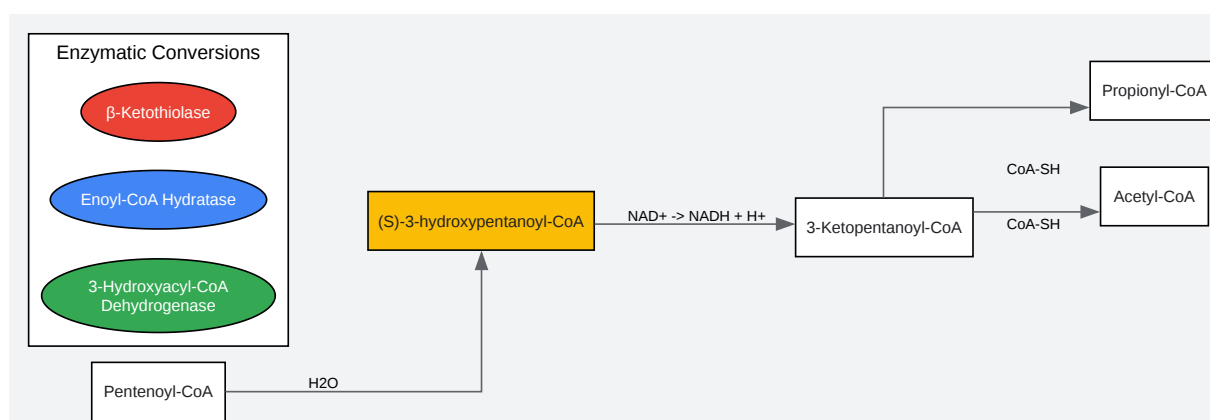 Enzymatic Conversions
β-Ketothiolase
Enoyl-CoA Hydratase
3-Hydroxyacyl-CoA
Dehydrogenase
Pentenoyl-CoA
H2O
(S)-3-hydroxypentanoyl-CoA
NAD+ -> NADH + H+
3-Ketopentanoyl-CoA
Propionyl-CoA
CoA-SH
Acetyl-CoA
CoA-SH